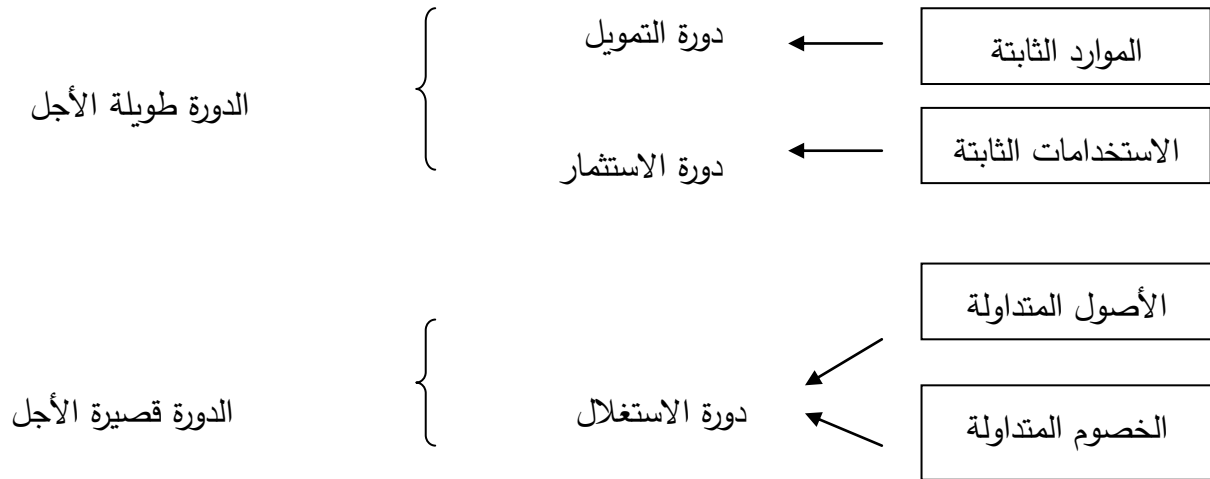 الموارد الثابتة
دورة التمويل
الاستخدامات الثابتة
دورة الاستثمار
الدورة طويلة الأجل
الأصول المتداولة
الخصوم المتداولة
دورة الاستغلال
الدورة قصيرة الأجل